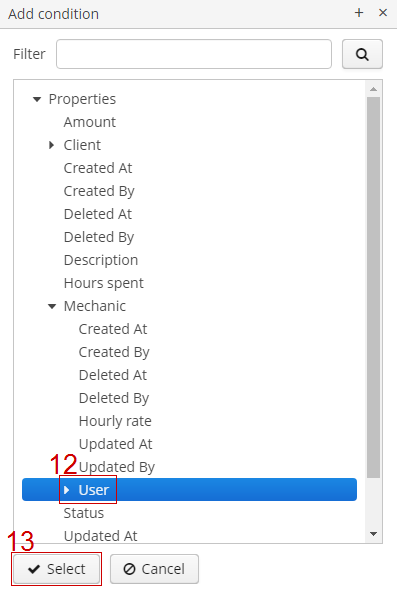 Add condition + ×
Filter
Properties
Amount
Client
Created At
Created By
Deleted At
Deleted By
Description
Hours spent
Mechanic
Created At
Created By
Deleted At
Deleted By
Hourly rate
Updated At
12
Updated By
User
Status
Updated At
13
Select Cancel